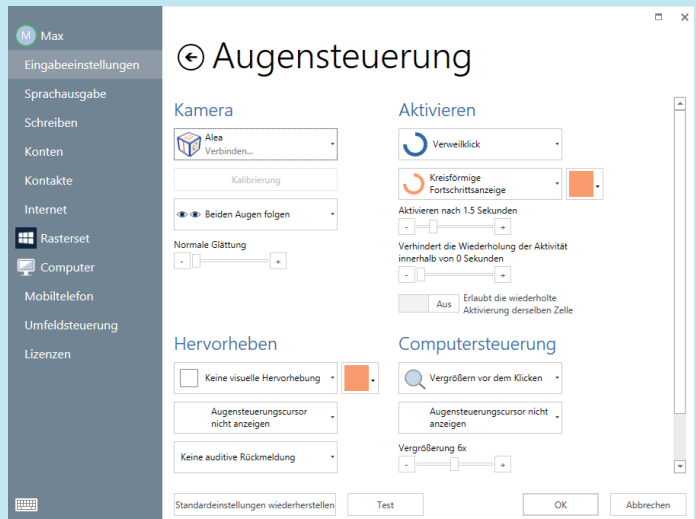 M Max
Eingabeeinstellungen
Sprachausgabe
Schreiben
Konten
Kontakte
Internet
Rasterset
Computer
Mobiltelefon
Umfeldsteuerung
Lizenzen
Augensteuerung
Kamera
Alea
Verbinden...
Kalibrierung
Beiden Augen folgen
Normale Glättung
- +
Aktivieren
Verweilklick
Kreisförmige
Fortschrittsanzeige
Aktivieren nach 1.5 Sekunden
- +
Verhindert die Wiederholung der Aktivität
innerhalb von 0 Sekunden
- +
Aus
Erlaubt die wiederholte
Aktivierung derselben Zelle
Hervorheben
Keine visuelle Hervorhebung
Augensteuerungscursor
nicht anzeigen
Keine auditive Rückmeldung
Computersteuerung
Vergrößern vor dem Klicken
Augensteuerungscursor nicht
anzeigen
Vergrößerung 6x
- +
Standardeinstellungen wiederherstellen
Test
OK
Abbrechen